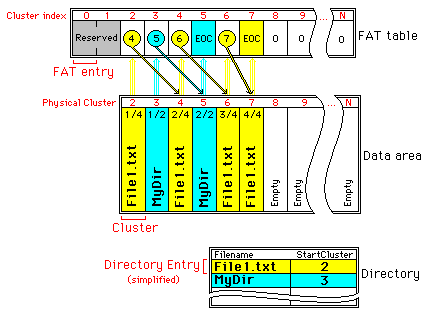 Cluster index 0 1 2 3 4 5 6 7 8 9 ... N
Reserved 4 5 6 EOC 7 EOC 0 0 0 FAT table
FAT entry
Physical Cluster 2 3 4 5 6 7 8 9 ... N
1/4 1/2 2/4 2/2 3/4 4/4
File1.txt MyDir File1.txt MyDir File1.txt File1.txt Empty Empty Empty Data area
Cluster
Filename StartCluster
Directory Entry File1.txt 2
(simplified) MyDir 3 Directory